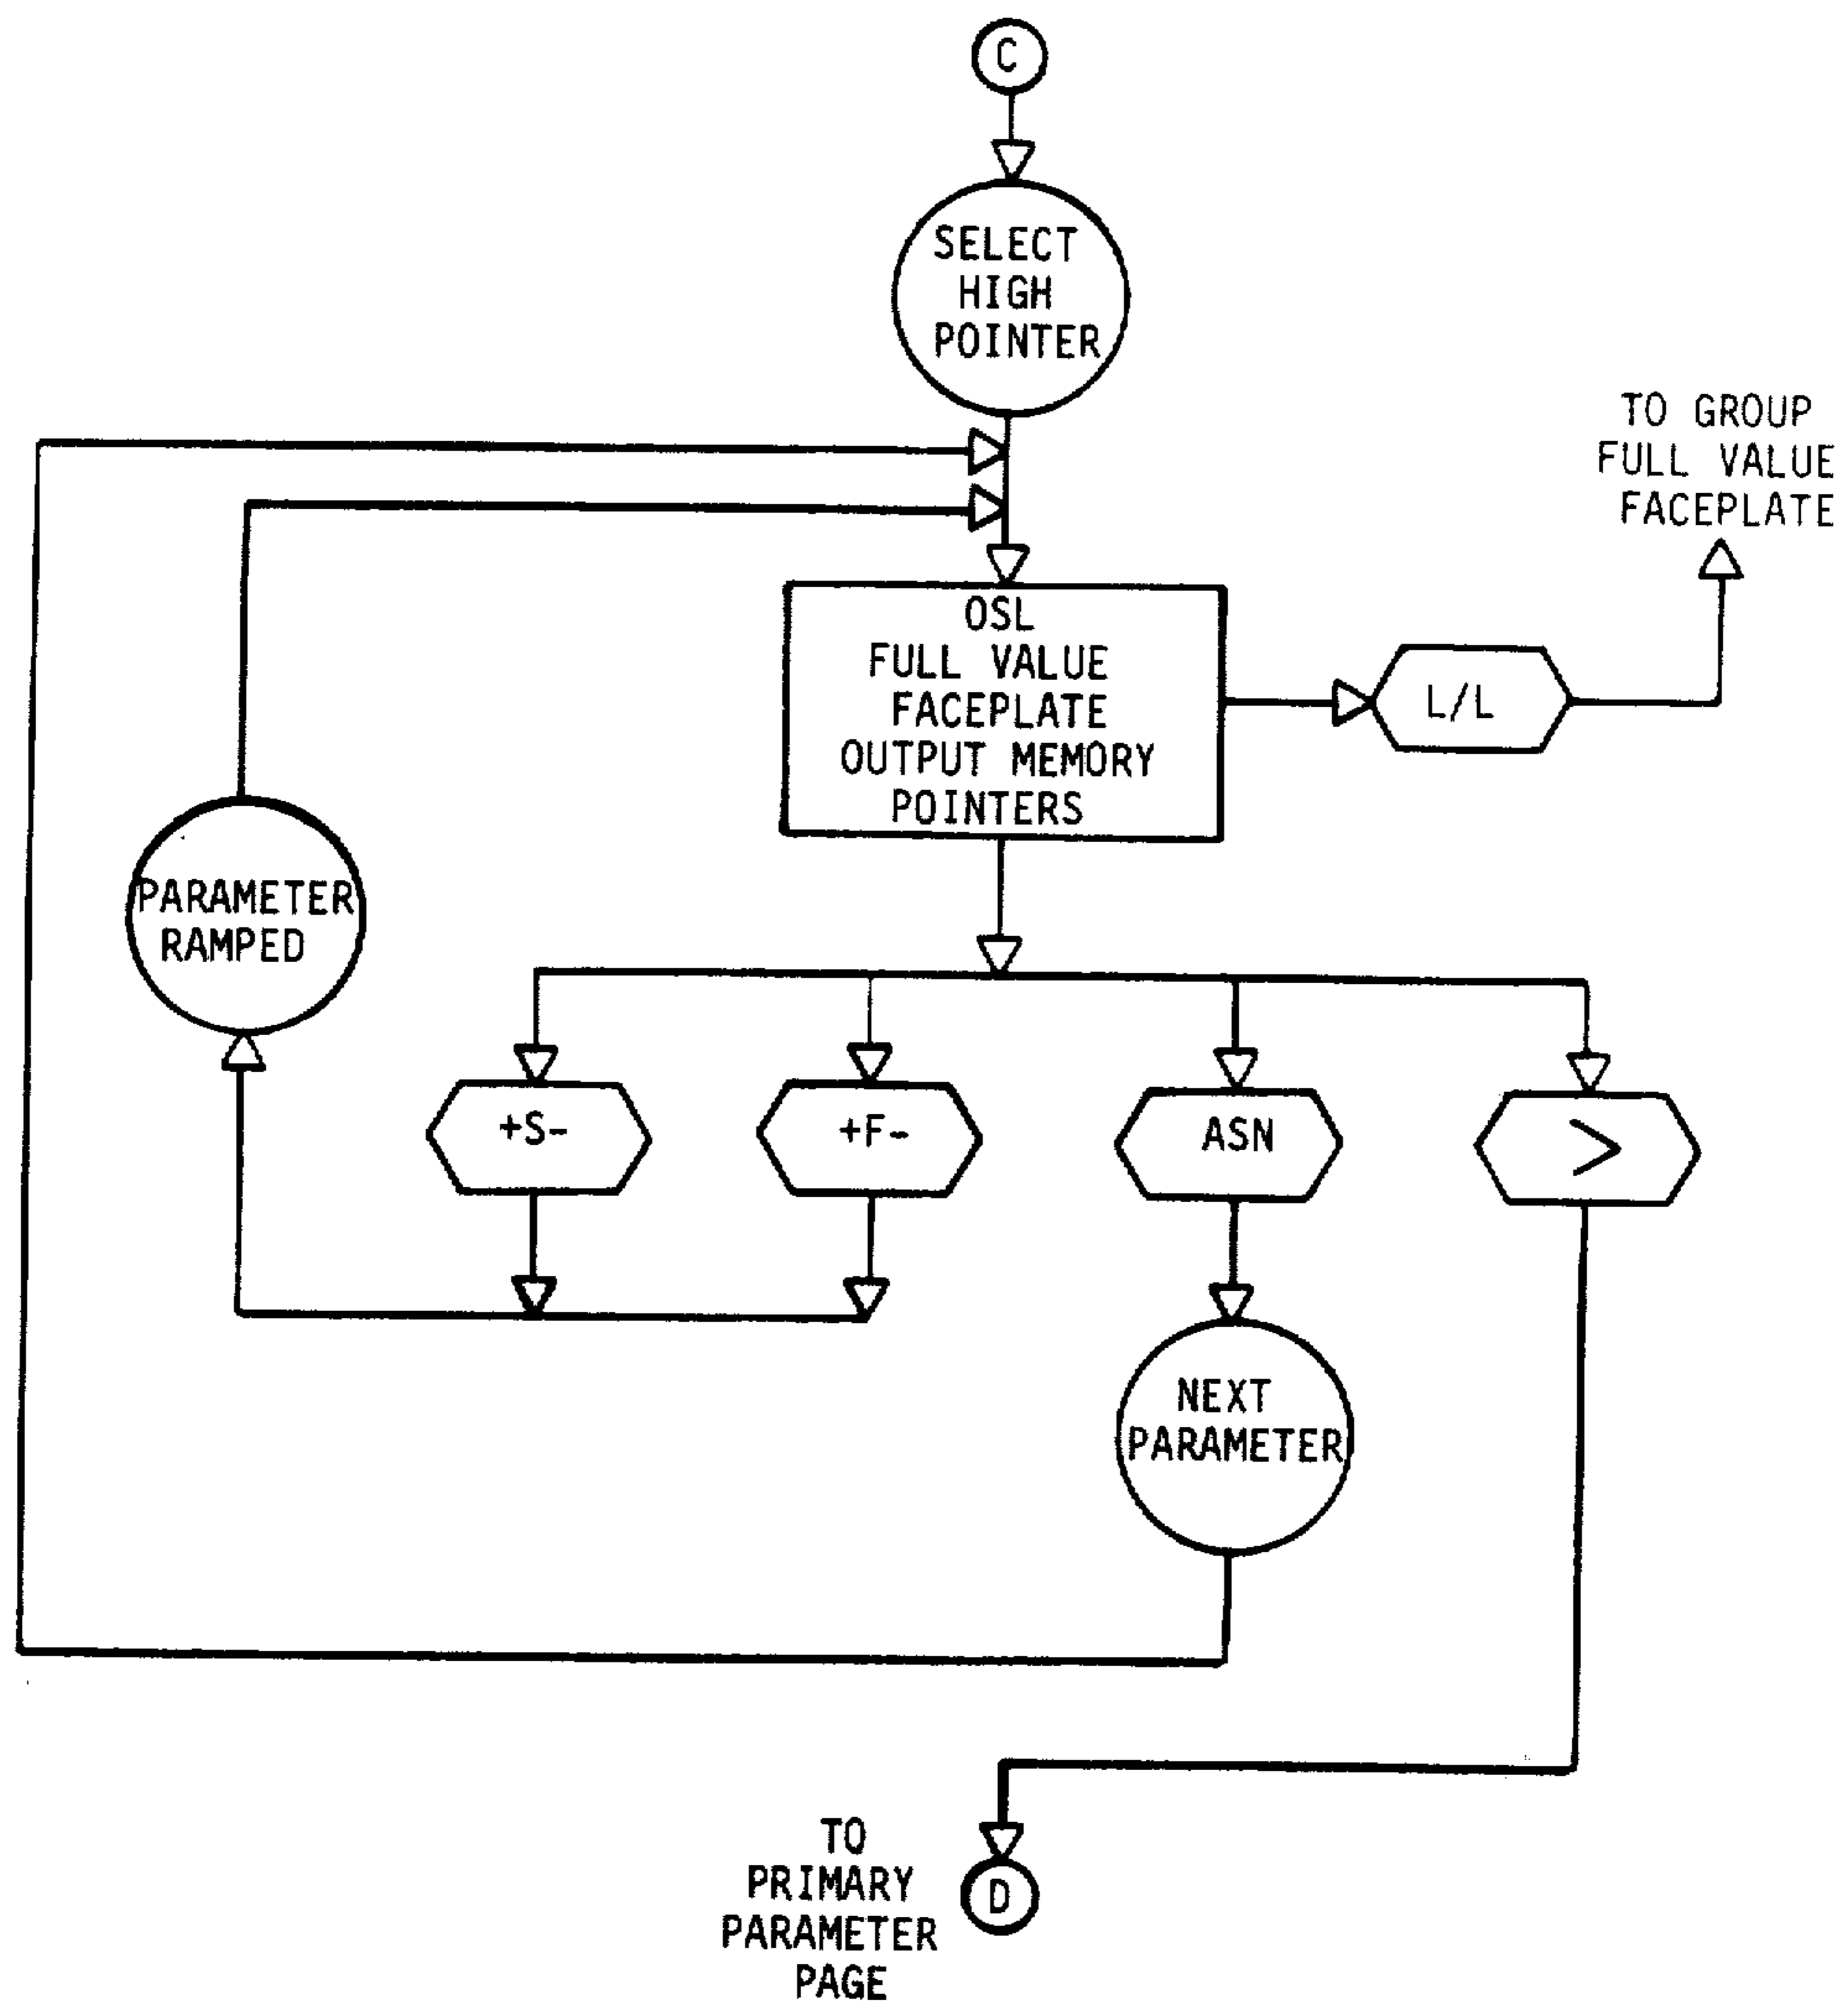 C
SELECT
HIGH
POINTER
TO GROUP
FULL VALUE
FACEPLATE
OSL
FULL VALUE
FACEPLATE
OUTPUT MEMORY
POINTERS
L/L
PARAMETER
RAMPED
+S-
+F-
ASN
>
NEXT
PARAMETER
TO
PRIMARY
PARAMETER
PAGE
D